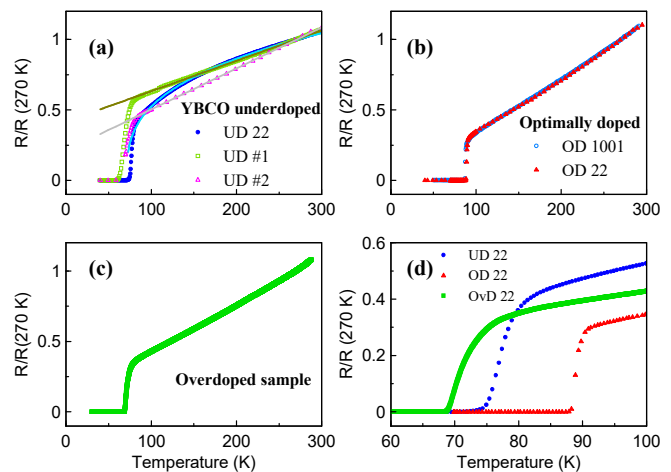 (a)
R/R (270 K)
1
0.5
0
YBCO underdoped
UD 22
UD #1
UD #2
0 100 200 300
(b)
R/R (270 K)
1
0.5
0
Optimally doped
OD 1001
OD 22
0 100 200 300
(c)
R/R(270 K)
1
0.5
0
Overdoped sample
0 100 200 300
Temperature (K)
(d)
R/R (270 K)
0.6
0.4
0.2
0
UD 22
OD 22
OvD 22
60 70 80 90 100
Temperature (K)